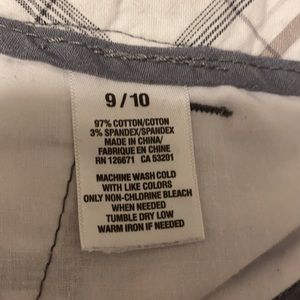 9 / 10
97% COTTON/COTON
3% SPANDEX/SPANDEX
MADE IN CHINA/
FABRIQUE EN CHINE
RN 126671 CA 53201
MACHINE WASH COLD
WITH LIKE COLORS
ONLY NON-CHLORINE BLEACH
WHEN NEEDED
TUMBLE DRY LOW
WARM IRON IF NEEDED